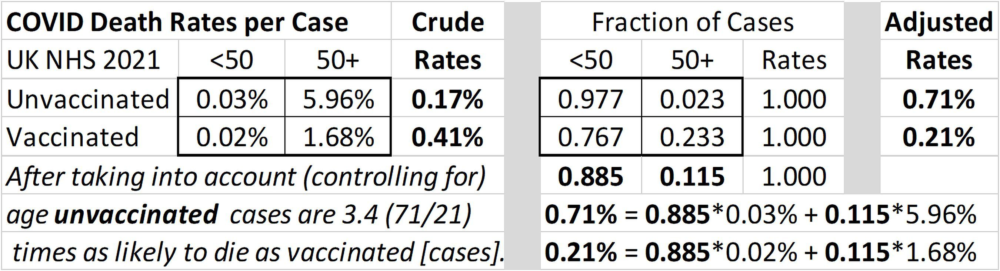 COVID Death Rates per Case Crude Fraction of Cases Adjusted
UK NHS 2021 <50 50+ Rates <50 50+ Rates Rates
Unvaccinated 0.03% 5.96% 0.17% 0.977 0.023 1.000 0.71%
Vaccinated 0.02% 1.68% 0.41% 0.767 0.233 1.000 0.21%
After taking into account (controlling for) 0.885 0.115 1.000
age unvaccinated cases are 3.4 (71/21) 0.71% = 0.885*0.03% + 0.115*5.96%
times as likely to die as vaccinated [cases]. 0.21% = 0.885*0.02% + 0.115*1.68%